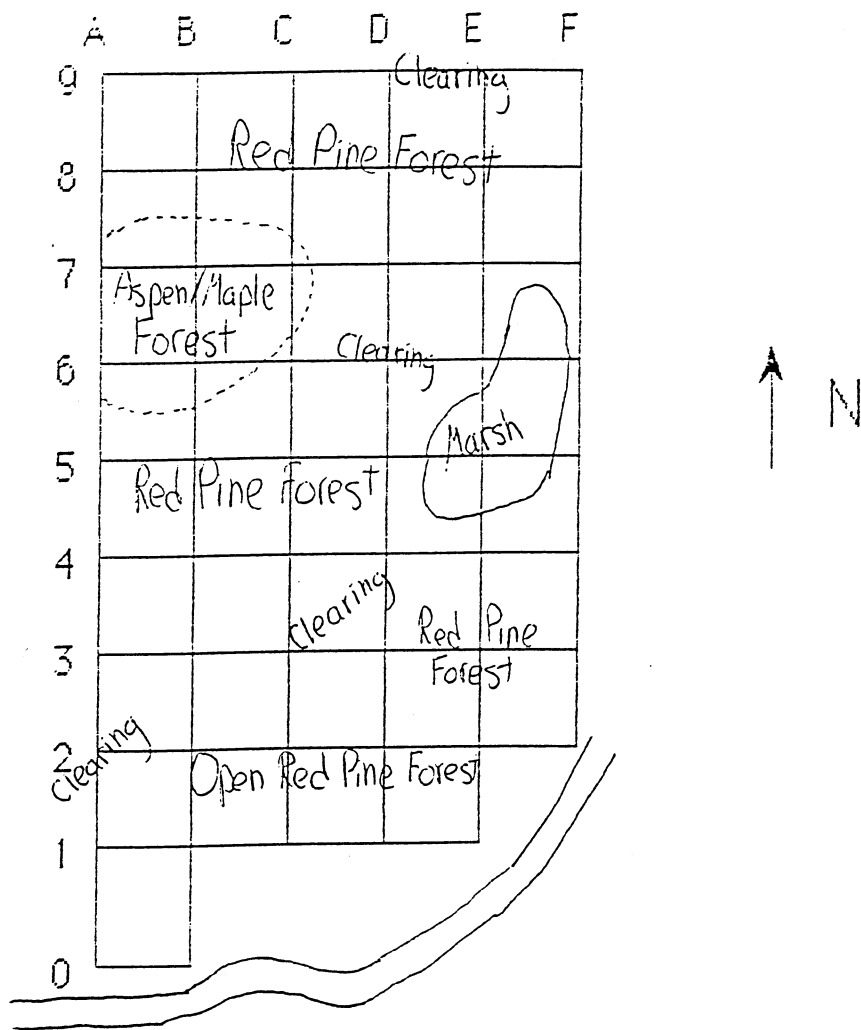 A B C D E F
9
Clearing
Red Pine Forest
8
7
Aspen/Maple
Forest
Clearing
6
Marsh
5
Red Pine Forest
4
Clearing
Red Pine
Forest
3
Clearing
2
Open Red Pine Forest
1
0
N